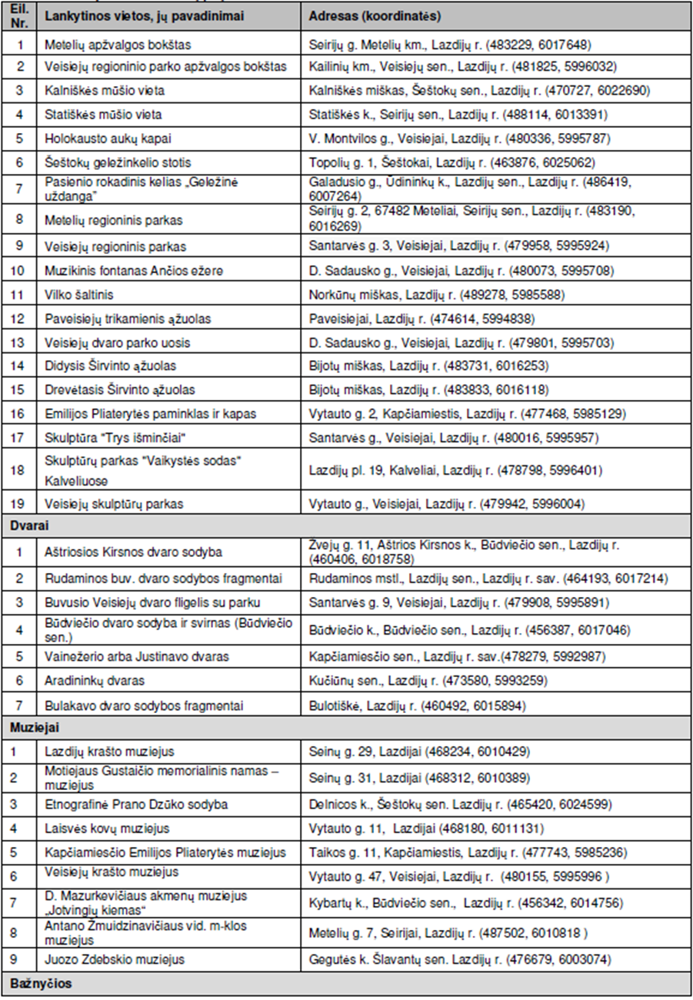 Eil. Nr. Lankytinos vietos, jų pavadinimai Adresas (koordinatės)
1 Metelių apžvalgos bokštas Seirijų g. Metelių km., Lazdijų r. (483229, 6017648)
2 Veisiejų regioninio parko apžvalgos bokštas Kailinių km., Veisiejų sen., Lazdijų r. (481825, 5996032)
3 Kalniškės mūšio vieta Kalniškės miškas, Šeštokų sen., Lazdijų r. (470727, 6022690)
4 Statiškės mūšio vieta Statiškės k., Seirijų sen., Lazdijų r. (488114, 6013391)
5 Holokausto aukų kapai V. Montvilos g., Veisiejai, Lazdijų r. (480336, 5995787)
6 Šeštokų geležinkelio stotis Topolių g. 1, Šeštokai, Lazdijų r. (463876, 6025062)
7 Pasienio rokadinis kelias „Geležinė uždanga” Galadusio g., Ūdininkų k., Lazdijų sen., Lazdijų r. (486419, 6007264)
8 Metelių regioninis parkas Seirijų g. 2, 67482 Meteliai, Seirijų sen., Lazdijų r. (483190, 6016269)
9 Veisiejų regioninis parkas Santarvės g. 3, Veisiejai, Lazdijų r. (479958, 5995924)
10 Muzikinis fontanas Ančios ežere D. Sadausko g., Veisiejai, Lazdijų r. (480073, 5995708)
11 Vilko šaltinis Norkūnų miškas, Lazdijų r. (489278, 5985588)
12 Paveisiejų trikamienis ąžuolas Paveisiejai, Lazdijų r. (474614, 5994838)
13 Veisiejų dvaro parko uosis D. Sadausko g., Veisiejai, Lazdijų r. (479801, 5995703)
14 Didysis Širvinto ąžuolas Bijotų miškas, Lazdijų r. (483731, 6016253)
15 Drevėtasis Širvinto ąžuolas Bijotų miškas, Lazdijų r. (483833, 6016118)
16 Emilijos Pliaterytės paminklas ir kapas Vytauto g. 2, Kapčiamiestis, Lazdijų r. (477468, 5985129)
17 Skulptūra "Trys išminčiai" Santarvės g., Veisiejai, Lazdijų r. (480016, 5995957)
18 Skulptūrų parkas "Vaikystės sodas" Kalveliuose Lazdijų pl. 19, Kalveliai, Lazdijų r. (478798, 5996401)
19 Veisiejų skulptūrų parkas Vytauto g., Veisiejai, Lazdijų r. (479942, 5996004)
Dvarai
1 Aštriosios Kirsnos dvaro sodyba Žvejų g. 11, Aštrios Kirsnos k., Būdviečio sen., Lazdijų r. (460406, 6018758)
2 Rudaminos buv. dvaro sodybos fragmentai Rudaminos mstl., Lazdijų sen., Lazdijų r. sav. (464193, 6017214)
3 Buvusio Veisiejų dvaro fligelis su parku Santarvės g. 9, Veisiejai, Lazdijų r. (479908, 5995891)
4 Būdviečio dvaro sodyba ir svirnas (Būdviečio sen.) Būdviečio k., Būdviečio sen., Lazdijų r. (456387, 6017046)
5 Vainežerio arba Justinavo dvaras Kapčiamiesčio sen., Lazdijų r. sav.(478279, 5992987)
6 Aradininkų dvaras Kučiūnų sen., Lazdijų r. (473580, 5993259)
7 Bulakavo dvaro sodybos fragmentai Bulotiškė, Lazdijų r. (460492, 6015894)
Muziejai
1 Lazdijų krašto muziejus Seinų g. 29, Lazdijai (468234, 6010429)
2 Motiejaus Gustaičio memorialinis namas – muziejus Seinų g. 31, Lazdijai (468312, 6010389)
3 Etnografinė Prano Dzūko sodyba Delnicos k., Šeštokų sen. Lazdijų r. (465420, 6024599)
4 Laisvės kovų muziejus Vytauto g. 11, Lazdijai (468180, 6011131)
5 Kapčiamiesčio Emilijos Pliaterytės muziejus Taikos g. 11, Kapčiamiestis, Lazdijų r. (477743, 5985236)
6 Veisiejų krašto muziejus Vytauto g. 47, Veisiejai, Lazdijų r. (480155, 5995996 )
7 D. Mazurkevičiaus akmenų muziejus „Jotvingių kiemas“ Kybartų k., Būdviečio sen., Lazdijų r. (456342, 6014756)
8 Antano Žmuidzinavičiaus vid. m-klos muziejus Metelių g. 7, Seirijai, Lazdijų r. (487502, 6010818 )
9 Juozo Zdebskio muziejus Gegutės k. Šlavantų sen. Lazdijų r. (476679, 6003074)
Bažnyčios